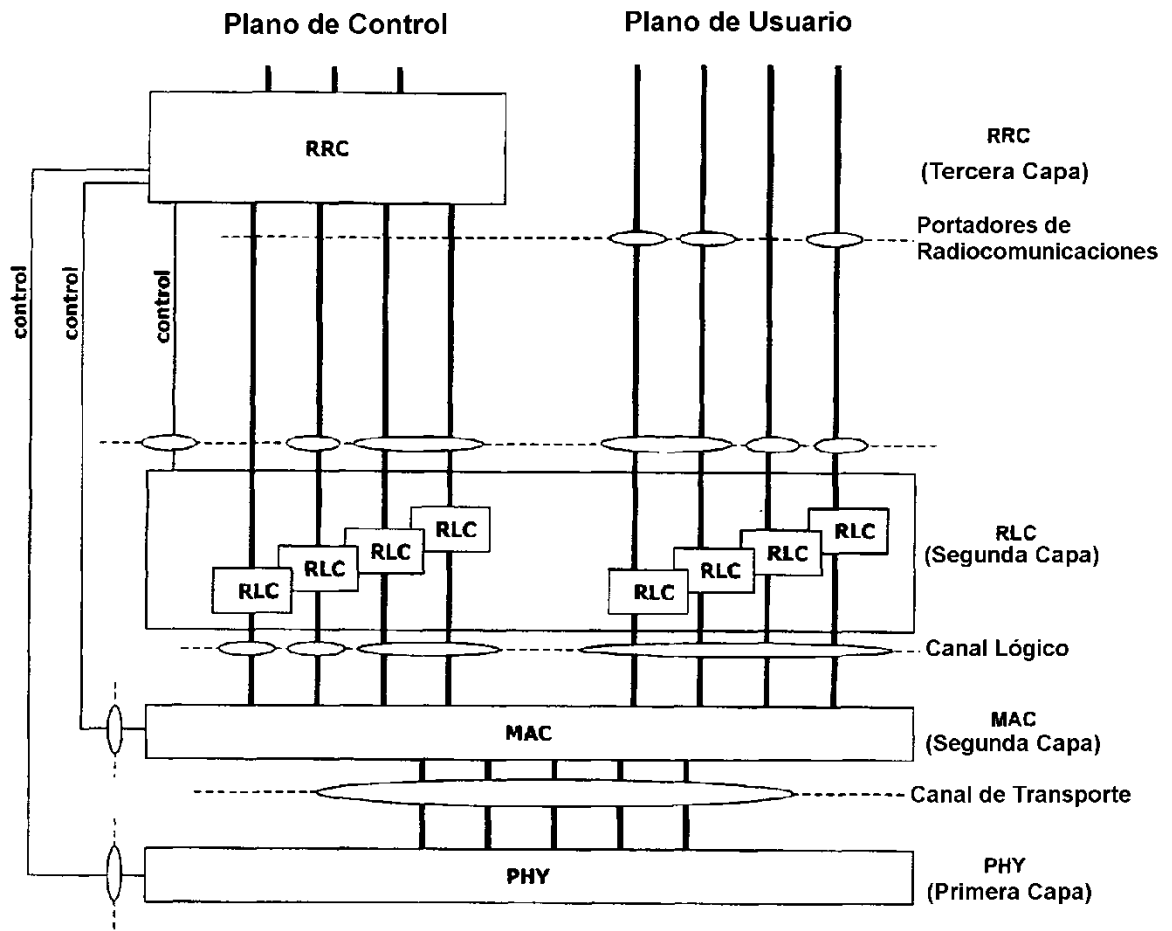 Plano de Control
Plano de Usuario
RRC
RRC
(Tercera Capa)
Portadores de
Radiocomunicaciones
control
control
control
RLC
RLC
RLC
RLC
RLC
RLC
RLC
RLC
RLC
(Segunda Capa)
Canal Lógico
MAC
MAC
(Segunda Capa)
Canal de Transporte
PHY
PHY
(Primera Capa)